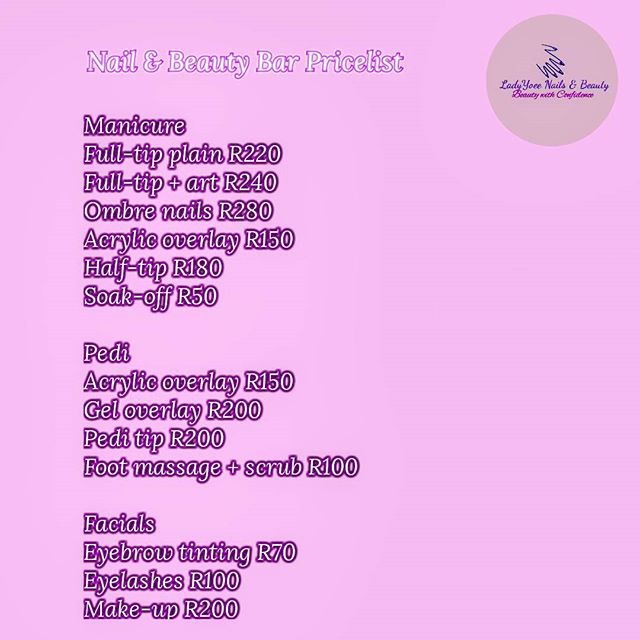 Nail & Beauty Bar Pricelist
LadyYoee Nails & Beauty
Beauty with Confidence
Manicure
Full-tip plain R220
Full-tip + art R240
Ombre nails R280
Acrylic overlay R150
Half-tip R180
Soak-off R50
Pedi
Acrylic overlay R150
Gel overlay R200
Pedi tip R200
Foot massage + scrub R100
Facials
Eyebrow tinting R70
Eyelashes R100
Make-up R200